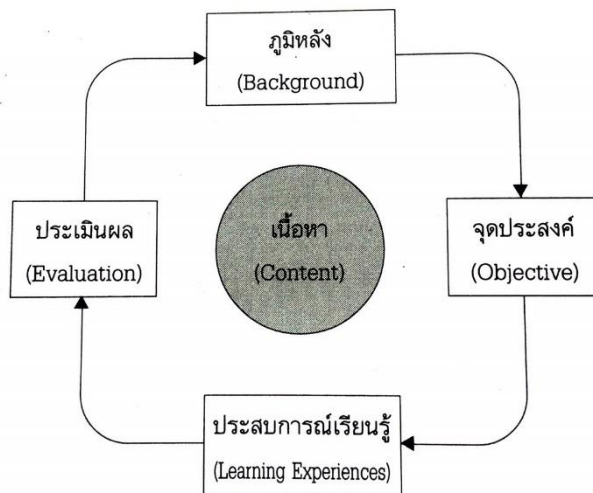 ภูมิหลัง
(Background)
ประเมินผล
(Evaluation)
เนื้อหา
(Content)
จุดประสงค์
(Objective)
ประสบการณ์เรียนรู้
(Learning Experiences)